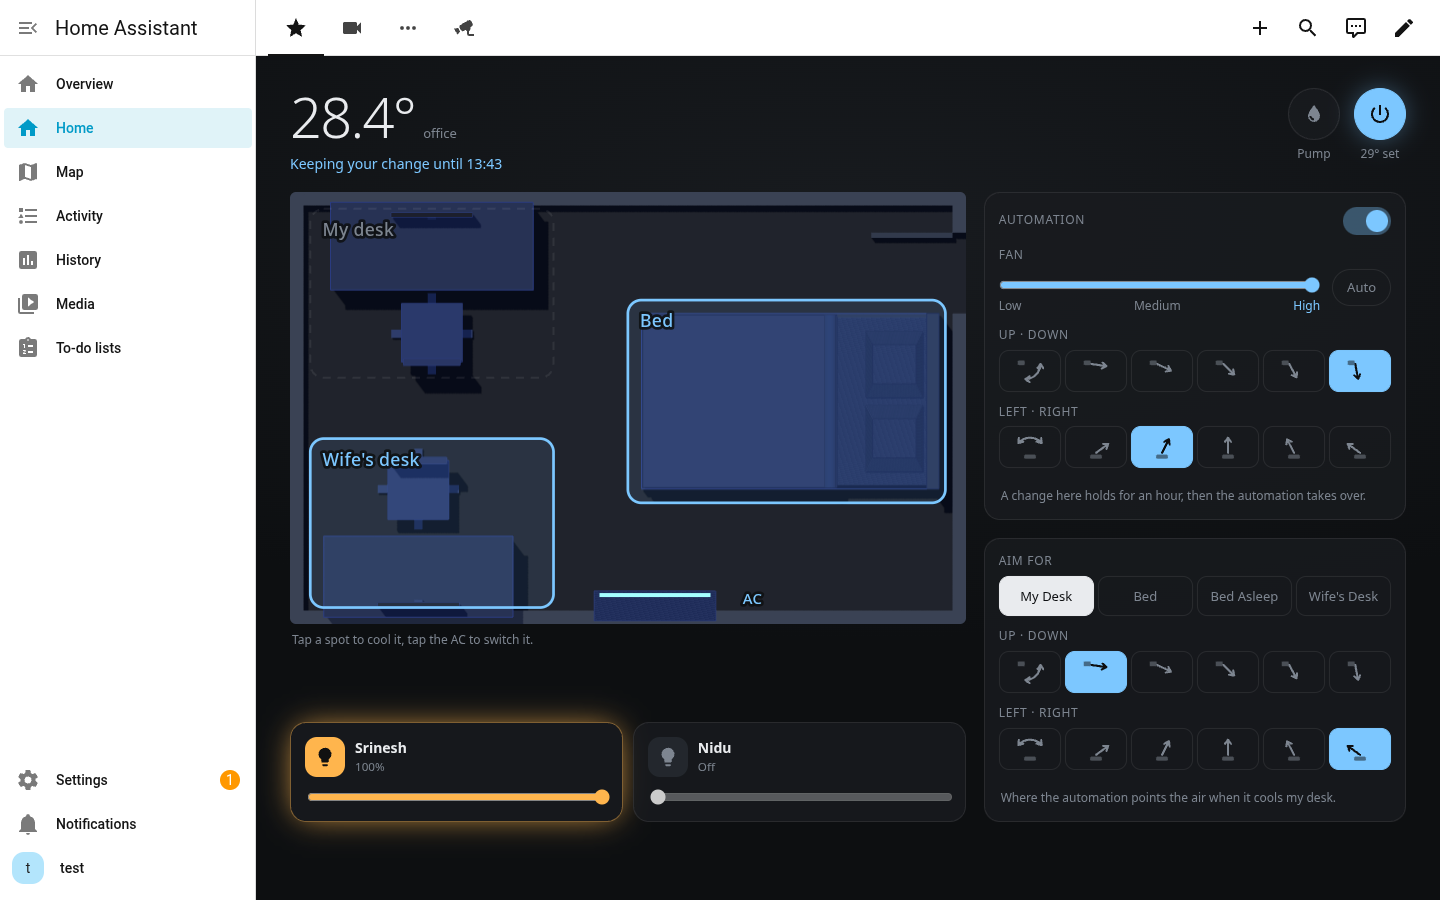 Home Assistant
Overview
Home
Map
Activity
History
Media
To-do lists
Settings
1
Notifications
t
test
28.4°
office
Keeping your change until 13:43
Pump
29° set
My desk
Bed
Wife's desk
AC
Tap a spot to cool it, tap the AC to switch it.
Srinesh
100%
Nidu
Off
AUTOMATION
FAN
Auto
Low
Medium
High
UP · DOWN
LEFT · RIGHT
A change here holds for an hour, then the automation takes over.
AIM FOR
My Desk
Bed
Bed Asleep
Wife's Desk
UP · DOWN
LEFT · RIGHT
Where the automation points the air when it cools my desk.